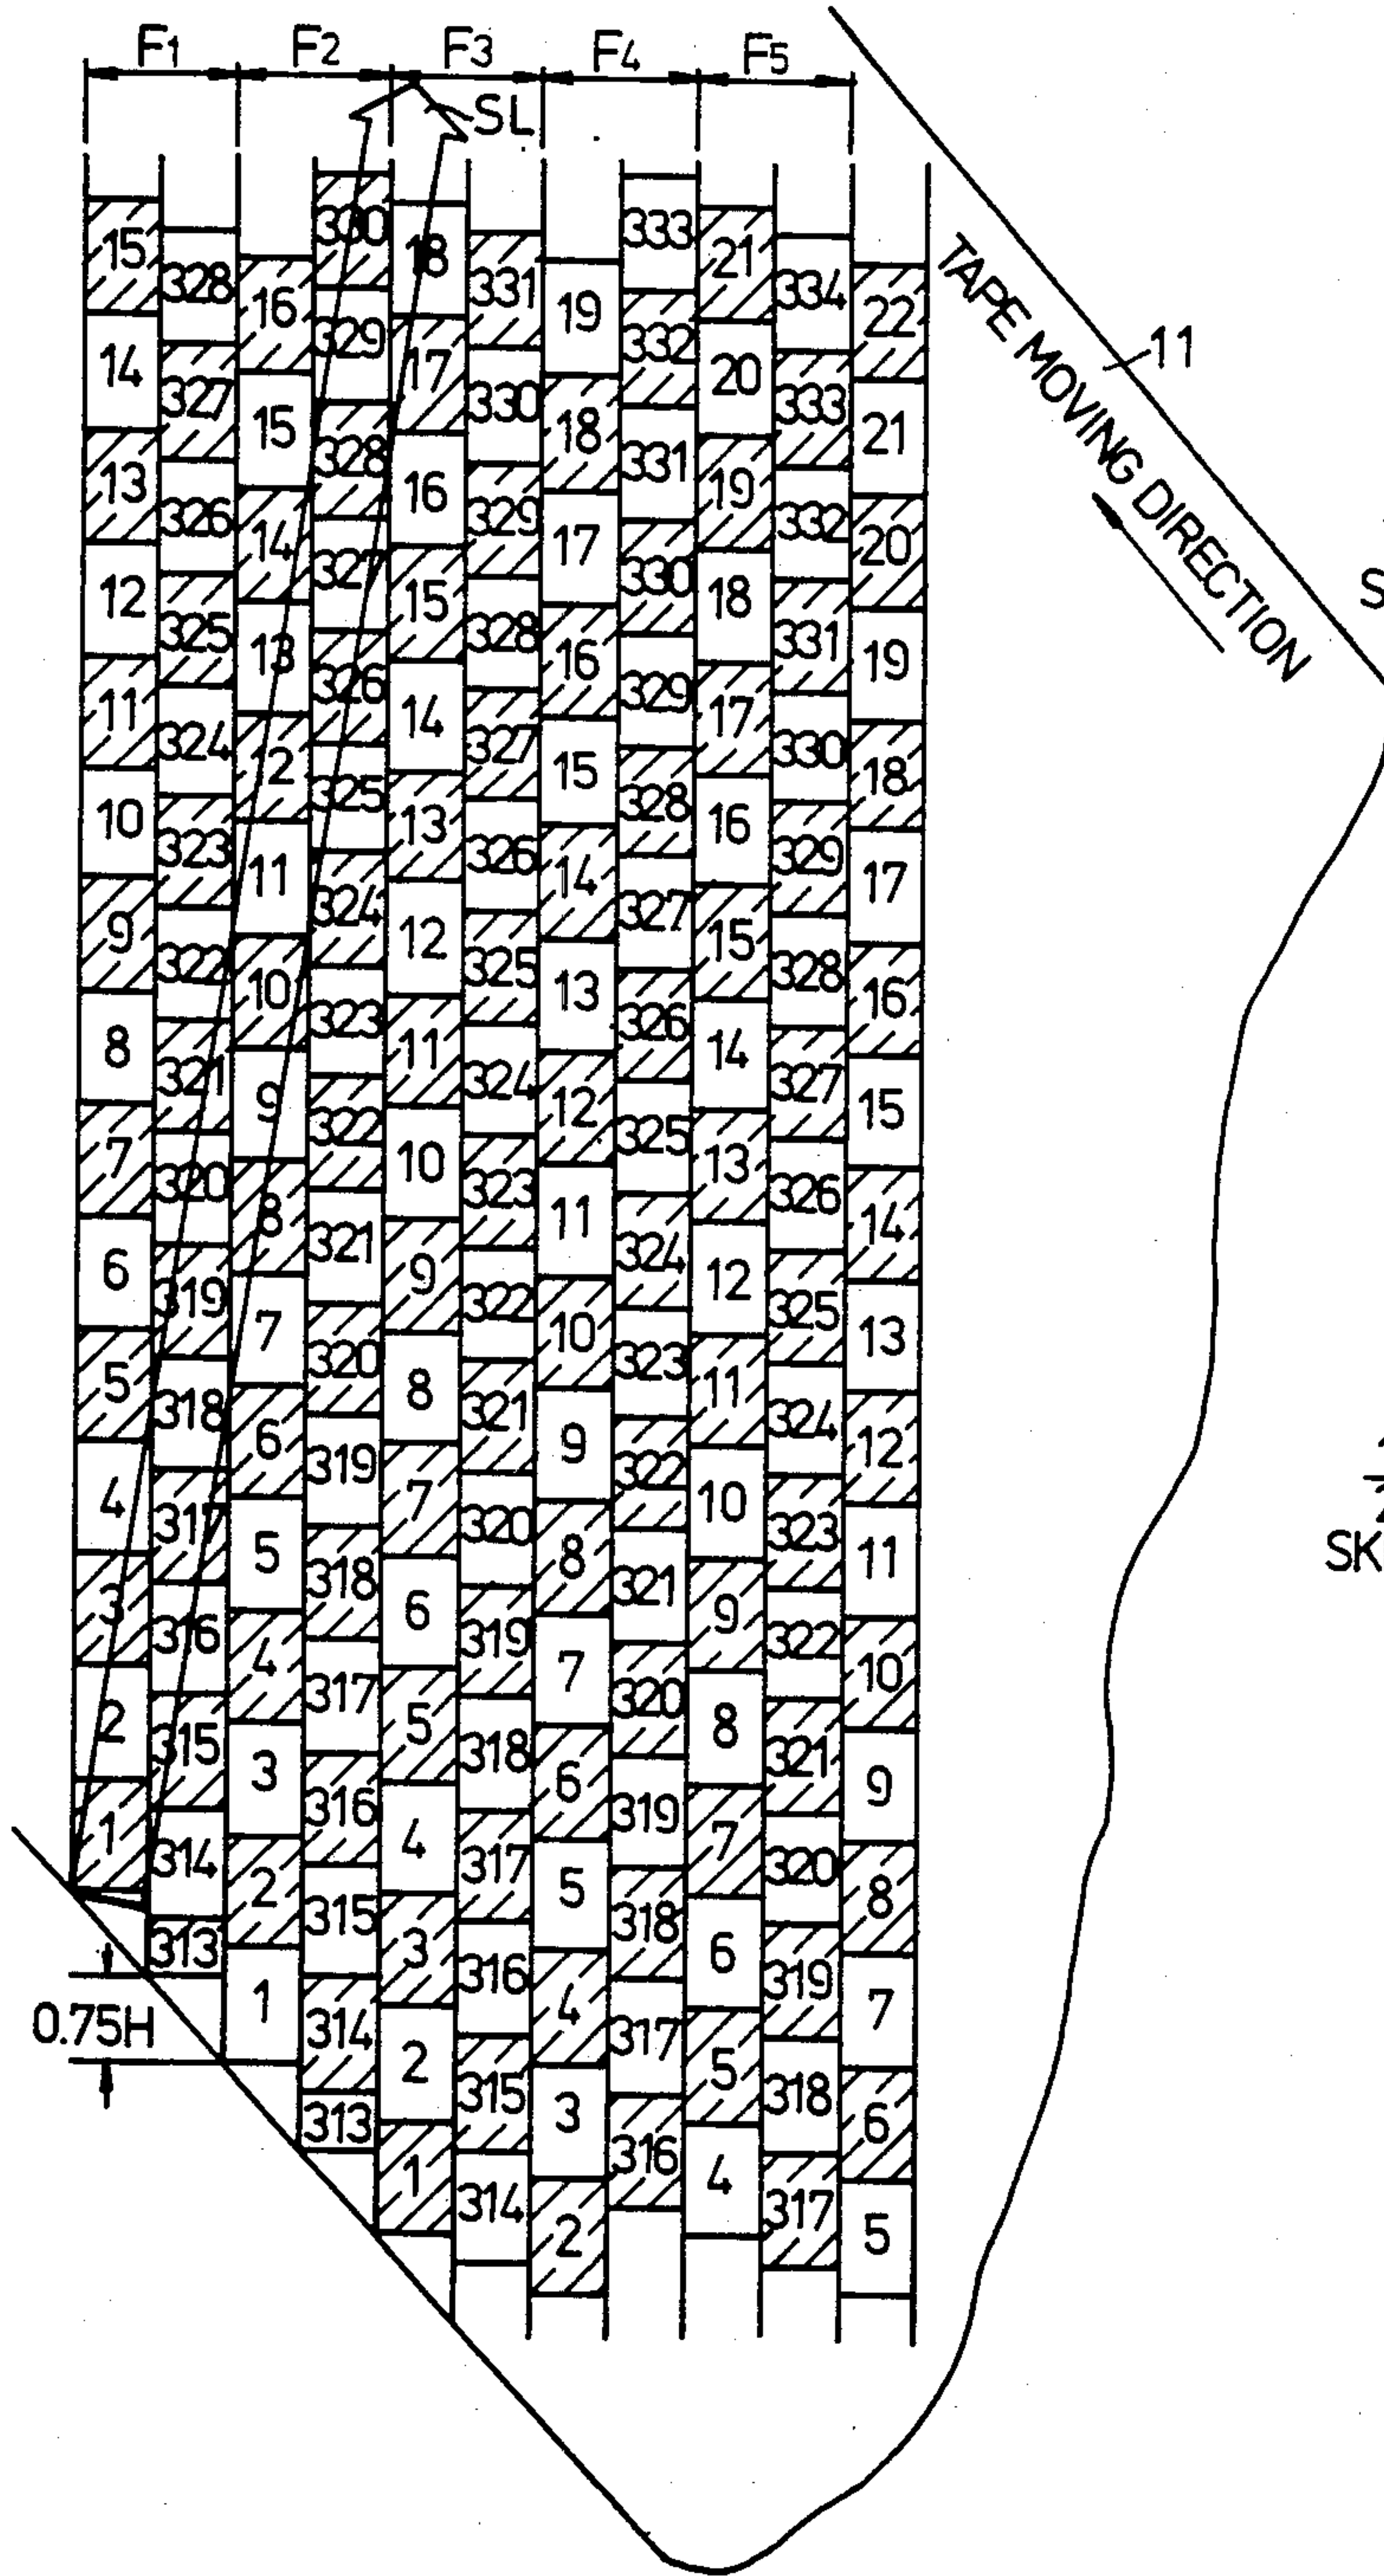 F1 F2 F3 F4 F5
SL
15 14 13 12 11 10 9 8 7 6 5 4 3 2 1
328 327 326 325 324 323 322 321 320 319 318 317 316 315 314 313
16 15 14 13 12 11 10 9 8 7 6 5 4 3 2 1
330 329 328 327 326 325 324 323 322 321 320 319 318 317 316 315 314 313
18 17 16 15 14 13 12 11 10 9 8 7 6 5 4 3 2 1
331 330 329 328 327 326 325 324 323 322 321 320 319 318 317 316 315 314
19 18 17 16 15 14 13 12 11 10 9 8 7 6 5 4 3 2
333 332 331 330 329 328 327 326 325 324 323 322 321 320 319 318 317 316
21 20 19 18 17 16 15 14 13 12 11 10 9 8 7 6 5 4
334 333 332 331 330 329 328 327 326 325 324 323 322 321 320 319 318 317
22 21 20 19 18 17 16 15 14 13 12 11 10 9 8 7 6 5
0.75H
TAPE MOVING DIRECTION
11
S
SK